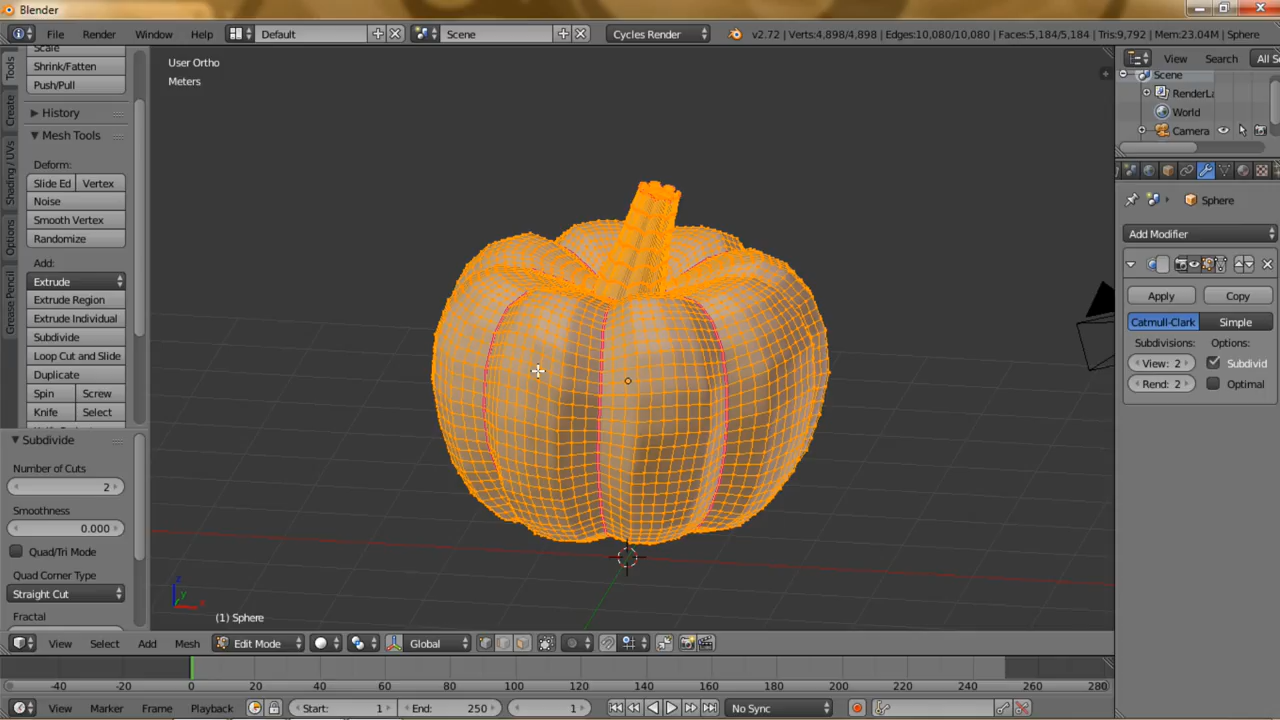 Blender
File Render Window Help Default Scene Cycles Render v2.72 | Verts:4,898/4,898 | Edges:10,080/10,080 | Faces:5,184/5,184 | Tris:9,792 | Mem:23.04M | Sphere
Tools
Create
Shading / UVs
Options
Grease Pencil
Scale
Shrink/Fatten
Push/Pull
History
Mesh Tools
Deform:
Slide Ed Vertex
Noise
Smooth Vertex
Randomize
Add:
Extrude
Extrude Region
Extrude Individual
Subdivide
Loop Cut and Slide
Duplicate
Spin Screw
Knife Select
Subdivide
Number of Cuts
2
Smoothness
0.000
Quad/Tri Mode
Quad Corner Type
Straight Cut
Fractal
User Ortho
Meters
z
y
x
(1) Sphere
View Search All S
Scene
RenderLa
World
Camera
Sphere
Add Modifier
Apply Copy
Catmull-Clark Simple
Subdivisions: Options:
View: 2 Subdivid
Rend: 2 Optimal
View Select Add Mesh Edit Mode Global
-40 -20 0 20 40 60 80 100 120 140 160 180 200 220 240 260 280
View Marker Frame Playback Start: 1 End: 250 1 No Sync